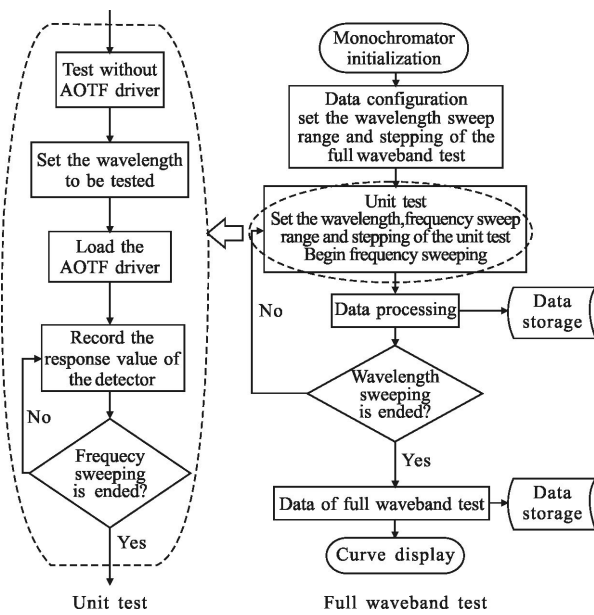 Test without
AOTF driver
Set the wavelength
to be tested
Load the
AOTF driver
Record the
response value of
the detector
No
Frequecy
sweeping
is ended?
Yes
Unit test
Monochromator
initialization
Data configuration
set the wavelength sweep
range and stepping of the
full waveband test
Unit test
Set the wavelength,frequency sweep
range and stepping of the unit test
Begin frequency sweeping
No
Data processing
Data
storage
Wavelength
sweeping
is ended?
Yes
Data of full waveband test
Data
storage
Curve display
Full waveband test